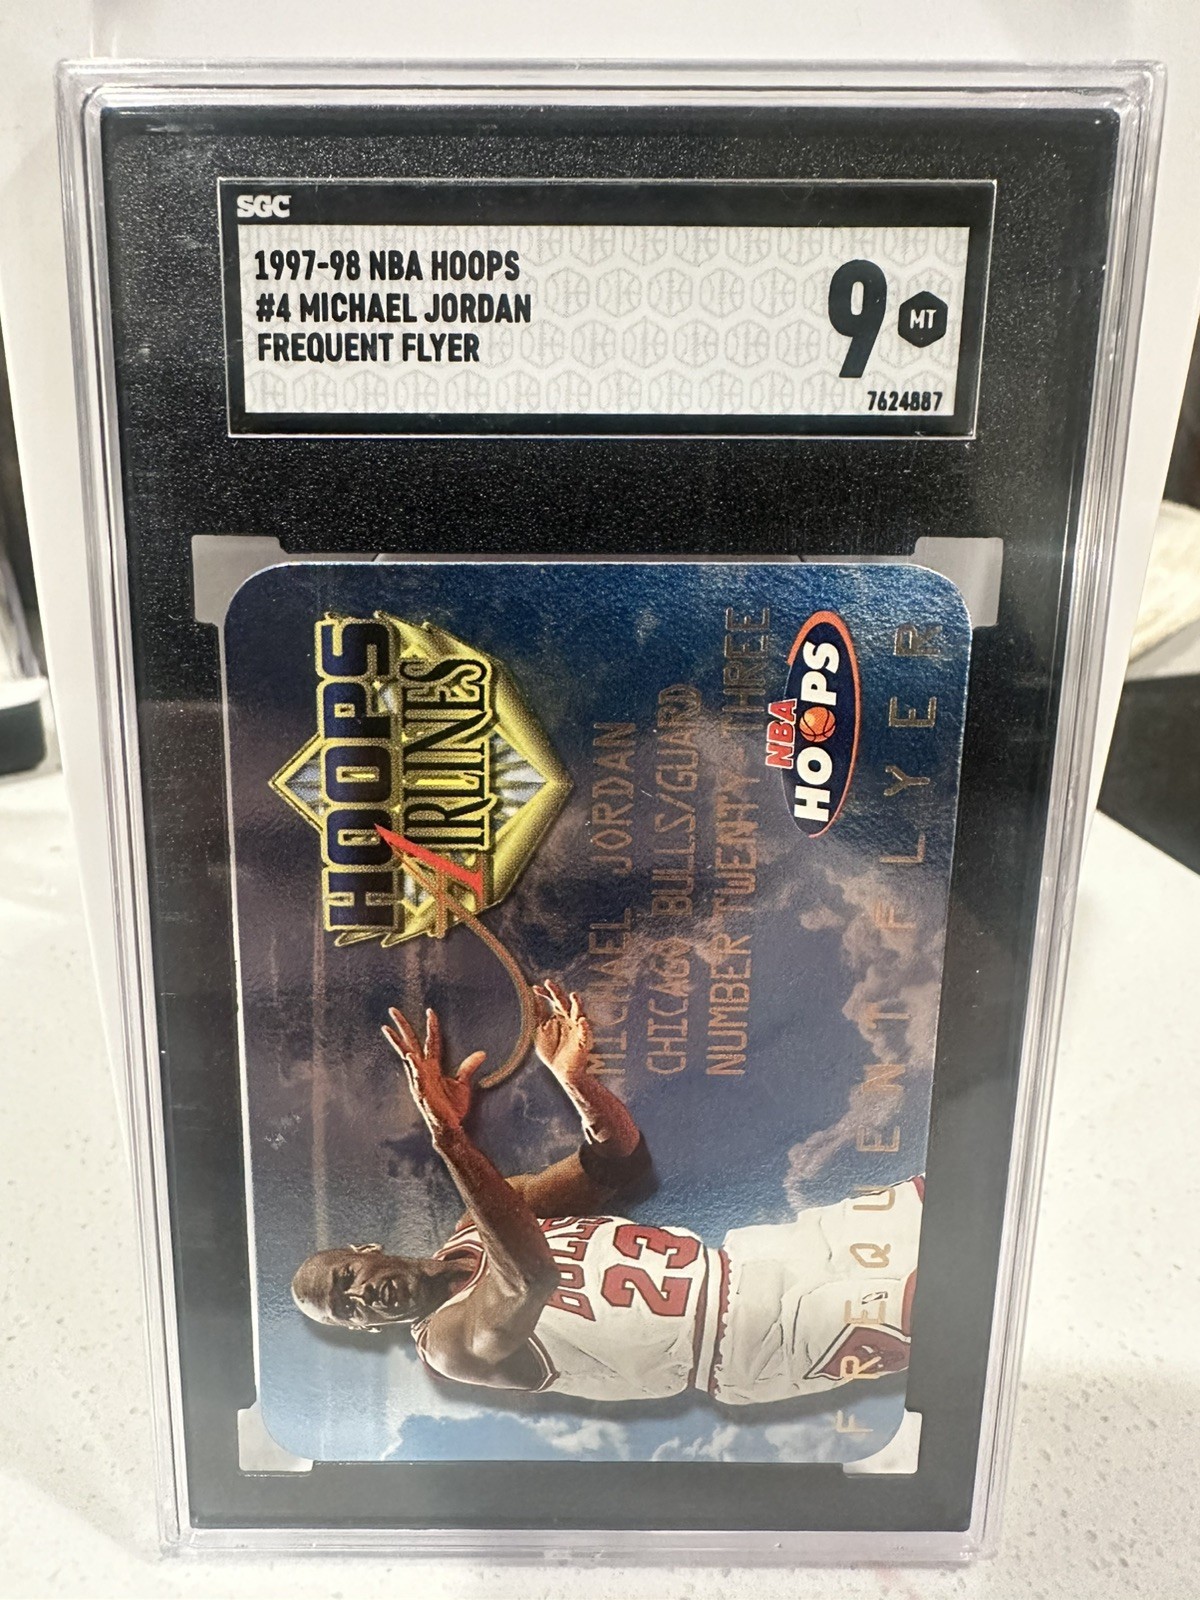 SGC
1997-98 NBA HOOPS
#4 MICHAEL JORDAN
FREQUENT FLYER
9
MT
7624887
HOOPS
AIRLINES
MICHAEL JORDAN
CHICAGO BULLS/GUARD
NUMBER TWENTY-THREE
NBA
HOOPS
FREQUENT FLYER
BULLS
23